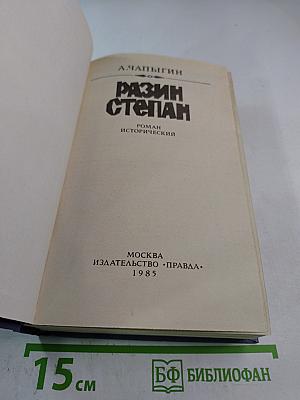 А.ЧАПЫГИН
РАЗИН
СТЕПАН
РОМАН
ИСТОРИЧЕСКИЙ
МОСКВА
ИЗДАТЕЛЬСТВО «ПРАВДА»
1985
15 см
БФ БИБЛИОФАН